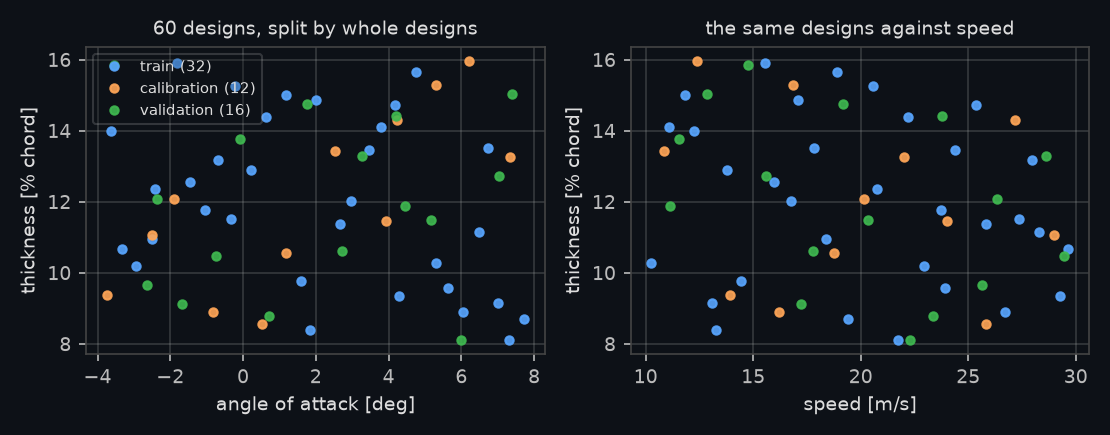 60 designs, split by whole designs
the same designs against speed
train (32)
calibration (12)
validation (16)
thickness [% chord]
16
14
12
10
8
−4 −2 0 2 4 6 8
angle of attack [deg]
thickness [% chord]
16
14
12
10
8
10 15 20 25 30
speed [m/s]